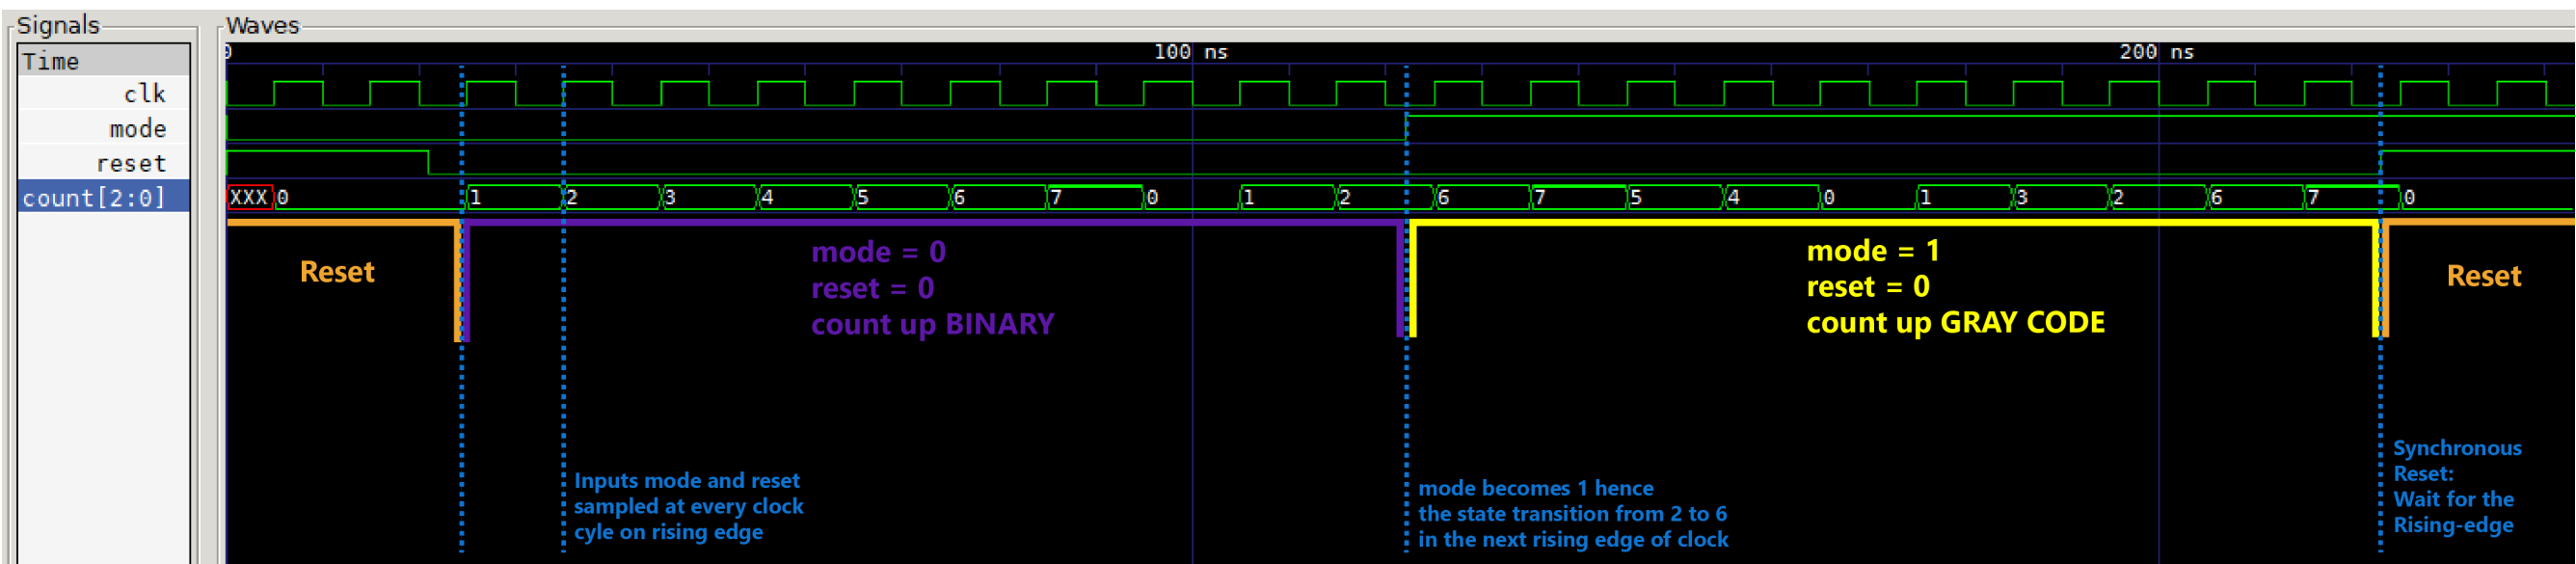 Signals
Waves
Time
0
100 ns
200 ns
clk
mode
reset
count[2:0]
XXX 0 1 2 3 4 5 6 7 0 1 2 6 7 5 4 0 1 3 2 6 7 0
Reset
mode = 0
reset = 0
count up BINARY
mode = 1
reset = 0
count up GRAY CODE
Reset
Inputs mode and reset
sampled at every clock
cyle on rising edge
mode becomes 1 hence
the state transition from 2 to 6
in the next rising edge of clock
Synchronous
Reset:
Wait for the
Rising-edge